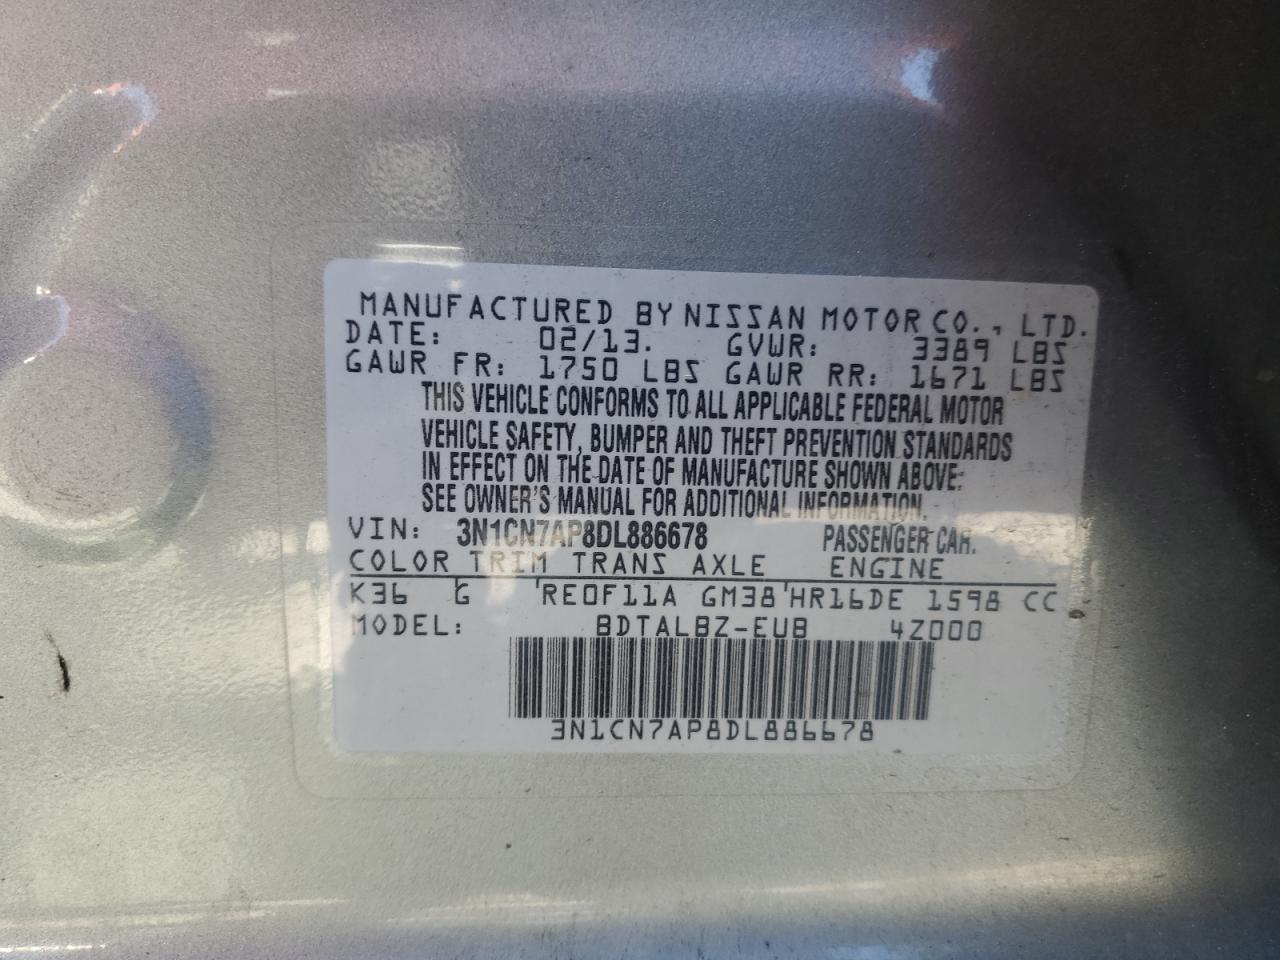 MANUFACTURED BY NISSAN MOTOR CO., LTD.
DATE: 02/13. GVWR: 3389 LBS
GAWR FR: 1750 LBS GAWR RR: 1671 LBS
THIS VEHICLE CONFORMS TO ALL APPLICABLE FEDERAL MOTOR
VEHICLE SAFETY, BUMPER AND THEFT PREVENTION STANDARDS
IN EFFECT ON THE DATE OF MANUFACTURE SHOWN ABOVE:
SEE OWNER'S MANUAL FOR ADDITIONAL INFORMATION.
VIN: 3N1CN7AP8DL886678 PASSENGER CAR.
COLOR TRIM TRANS AXLE ENGINE
K36 G 'RE0F11A GM38'HR16DE 1598 CC
MODEL: BDTALBZ-EUB 4Z000
3N1CN7AP8DL886678